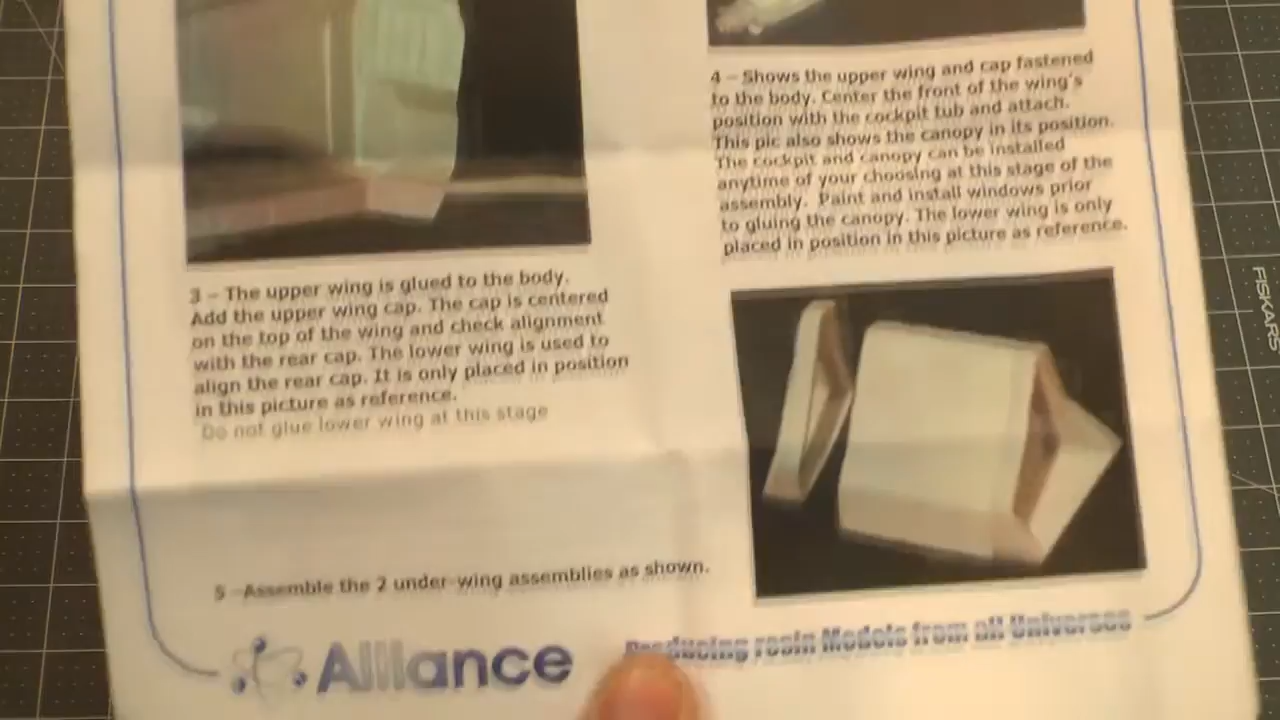 3 - The upper wing is glued to the body.
Add the upper wing cap. The cap is centered
on the top of the wing and check alignment
with the rear cap. The lower wing is used to
align the rear cap. It is only placed in position
in this picture as reference.
Do not glue lower wing at this stage
4 - Shows the upper wing and cap fastened
to the body. Center the front of the wing's
position with the cockpit tub and attach.
This pic also shows the canopy in its position.
The cockpit and canopy can be installed
anytime of your choosing at this stage of the
assembly. Paint and install windows prior
to gluing the canopy. The lower wing is only
placed in position in this picture as reference.
5 -Assemble the 2 under-wing assemblies as shown.
Alliance
Producing resin Models from all Universes
FISKARS